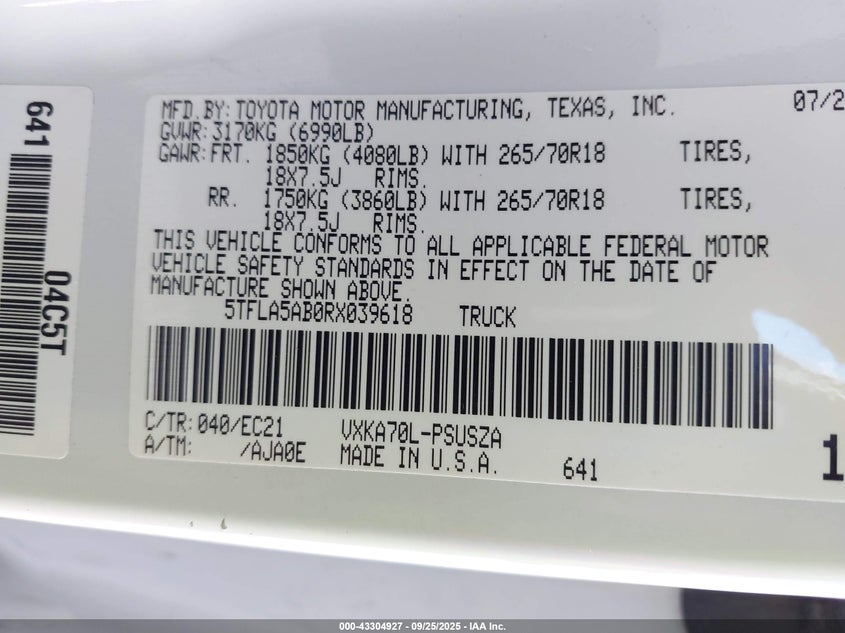 641
04C5T
MFD.BY:TOYOTA MOTOR MANUFACTURING, TEXAS, INC. 07/2
GVWR:3170KG (6990LB)
GAWR:FRT. 1850KG (4080LB) WITH 265/70R18 TIRES,
18X7.5J RIMS.
RR. 1750KG (3860LB) WITH 265/70R18 TIRES,
18X7.5J RIMS.
THIS VEHICLE CONFORMS TO ALL APPLICABLE FEDERAL MOTOR
VEHICLE SAFETY STANDARDS IN EFFECT ON THE DATE OF
MANUFACTURE SHOWN ABOVE.
5TFLA5AB0RX039618 TRUCK
C/TR:040/EC21 VXKA70L-PSUSZA
A/TM: /AJA0E MADE IN U.S.A. 641 1
000-43304927 - 09/25/2025 - IAA Inc.